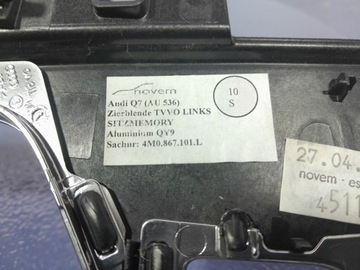 novem
Audi Q7 (AU 536)
Zierblende TVVO LINKS
SITZMEMORY
Aluminium QY9
Sachnr: 4M0.867.101.L
10
S
27.04.
novem - es
4511